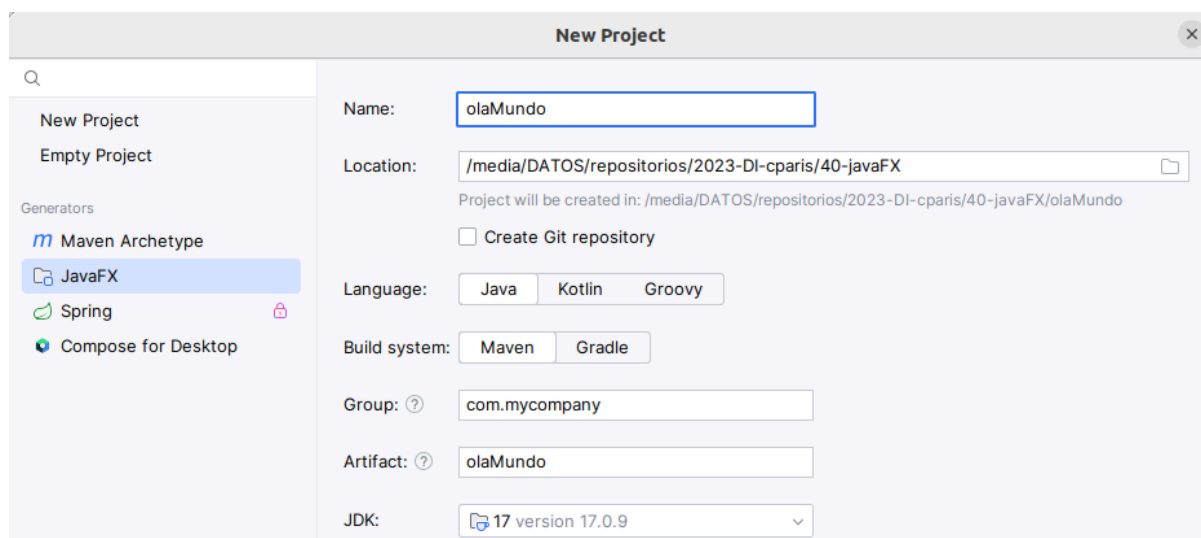 New Project
New Project
Empty Project
Generators
Maven Archetype
JavaFX
Spring
Compose for Desktop
Name: olaMundo
Location: /media/DATOS/repositorios/2023-DI-cparis/40-javaFX
Project will be created in: /media/DATOS/repositorios/2023-DI-cparis/40-javaFX/olaMundo
Create Git repository
Language: Java Kotlin Groovy
Build system: Maven Gradle
Group: ? com.mycompany
Artifact: ? olaMundo
JDK: 17 version 17.0.9